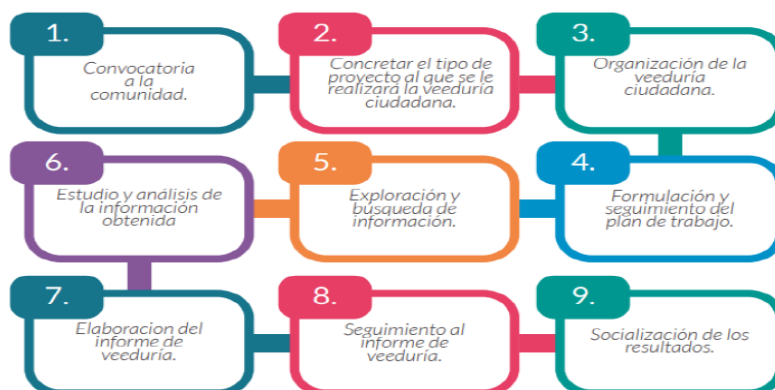 1.
Convocatoria
a la
comunidad.
2.
Concretar el tipo de
proyecto al que se le
realizará la veeduría
ciudadana.
3.
Organización de la
veeduría
ciudadana.
4.
Formulación y
seguimiento del
plan de trabajo.
5.
Exploración y
búsqueda de
información.
6.
Estudio y análisis de
la información
obtenida
7.
Elaboracion del
informe de
veeduría.
8.
Seguimiento al
informe de
veeduría.
9.
Socialización de los
resultados.